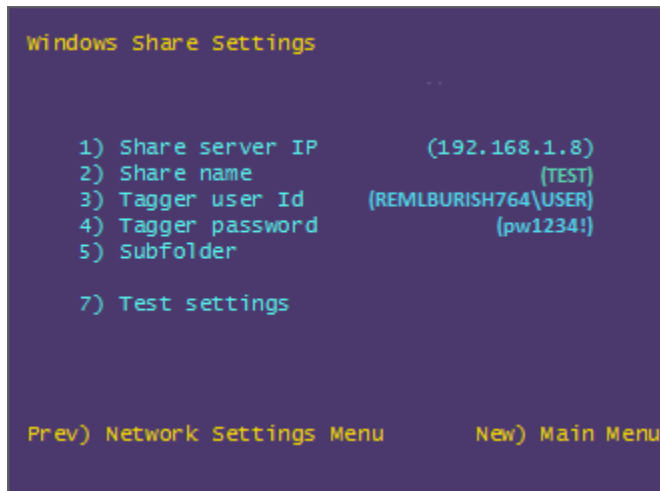 Windows Share Settings
1) Share server IP (192.168.1.8)
2) Share name (TEST)
3) Tagger user Id (REMLBURISH764\USER)
4) Tagger password (pw1234!)
5) Subfolder
7) Test settings
Prev) Network Settings Menu New) Main Menu